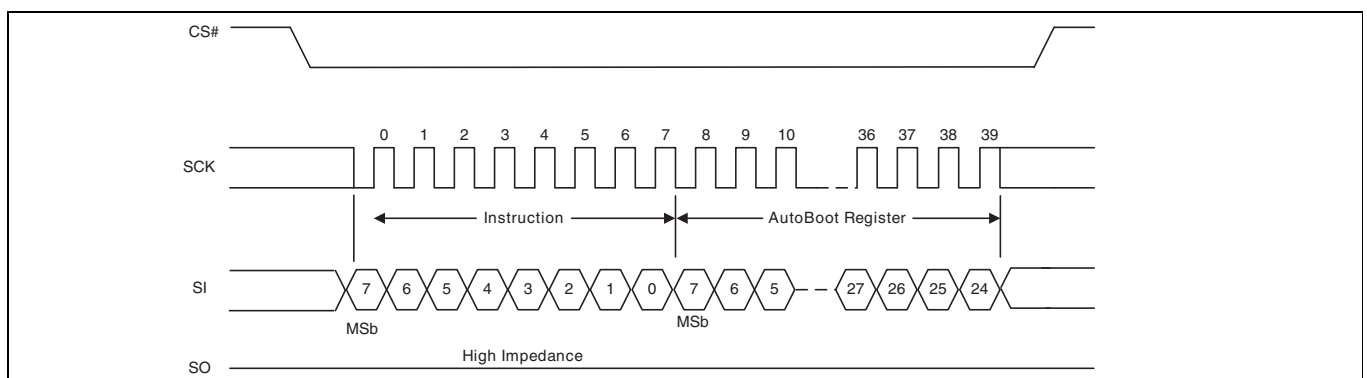 CS#
0 1 2 3 4 5 6 7 8 9 10 36 37 38 39
SCK
Instruction AutoBoot Register
SI 7 6 5 4 3 2 1 0 7 6 5 27 26 25 24
MSb MSb
High Impedance
SO